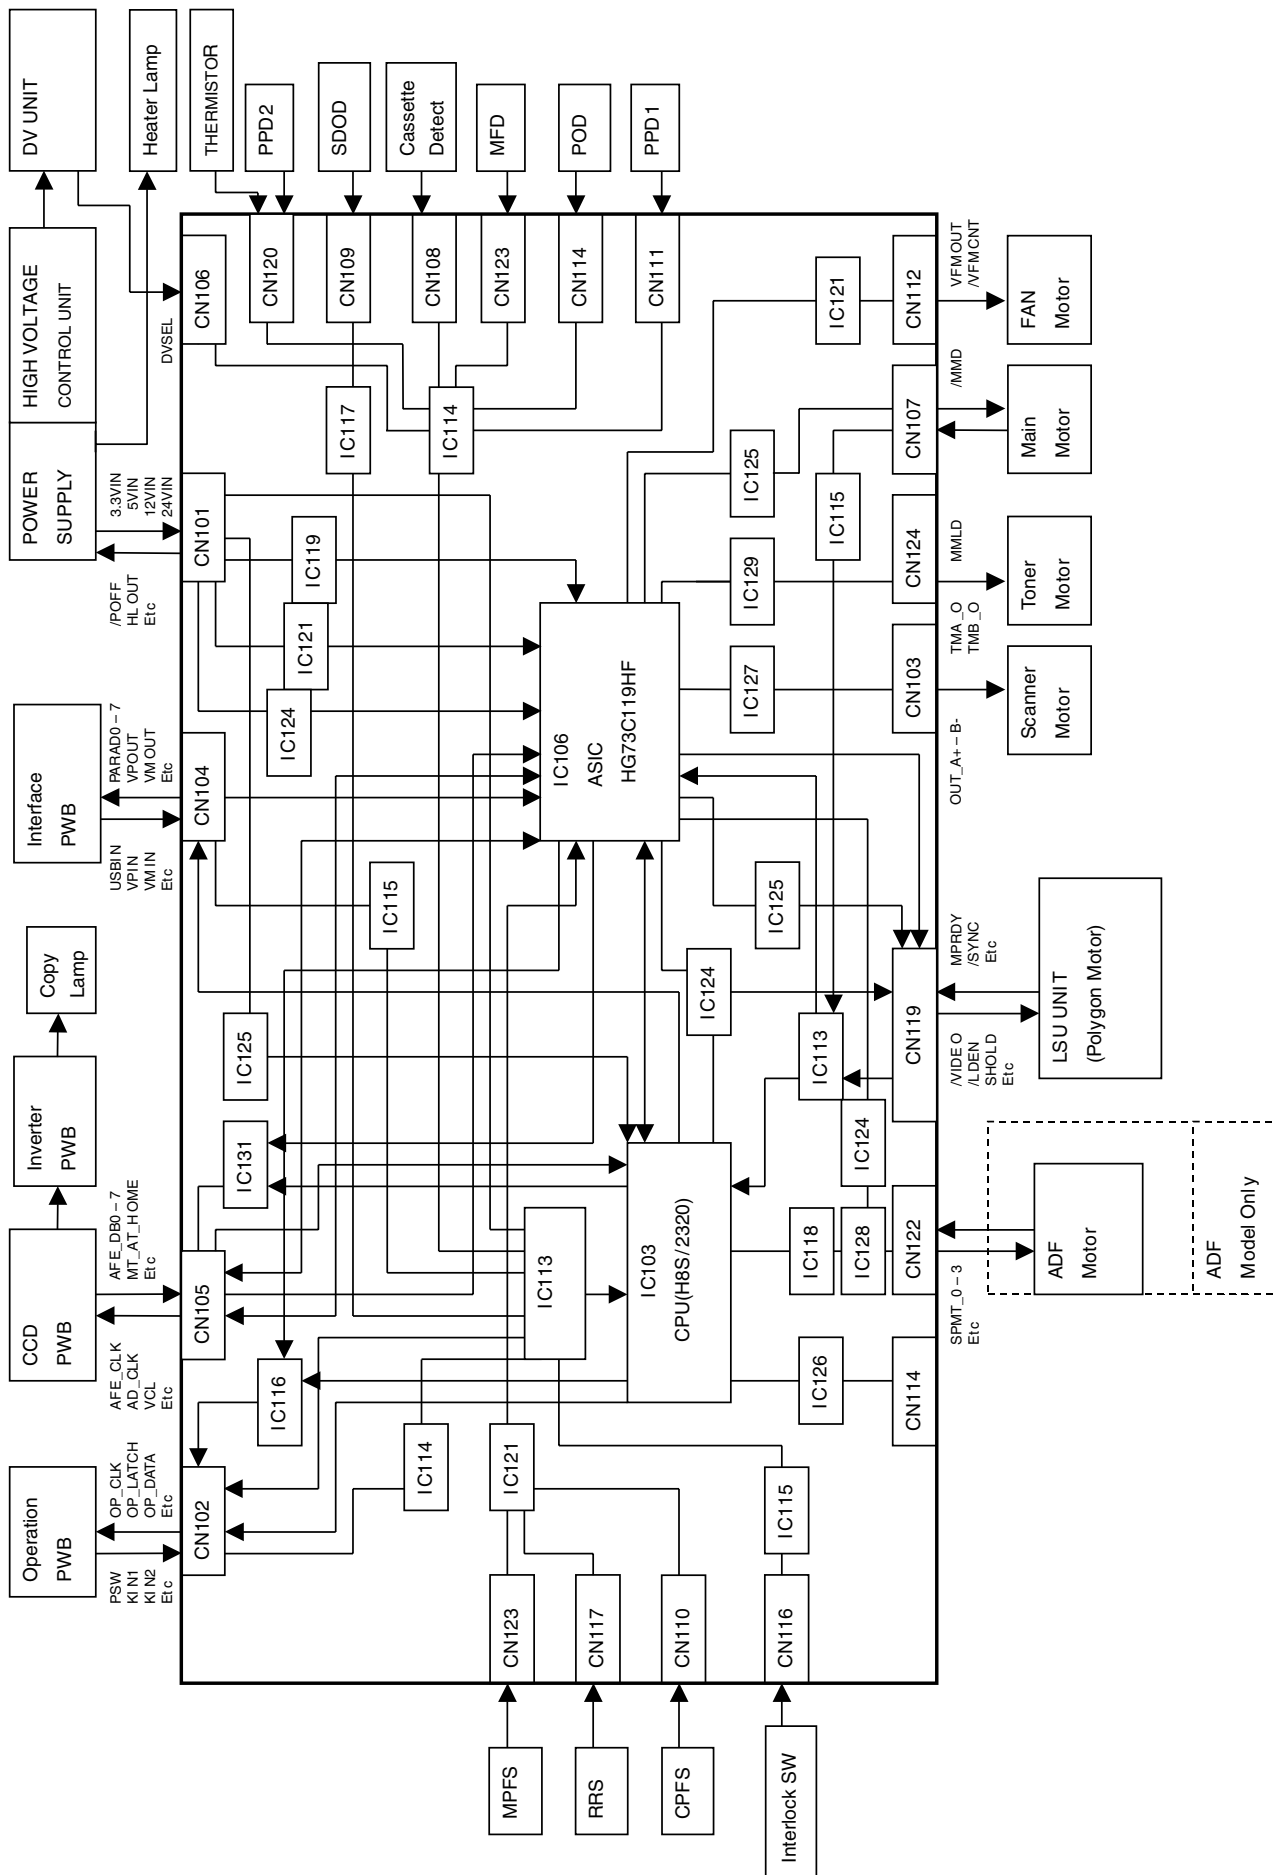 Operation
PWB
CCD
PWB
Inverter
PWB
Copy
Lamp
Interface
PWB
POWER
SUPPLY
HIGH VOLTAGE
CONTROL UNIT
DV UNIT
Heater Lamp
THERMISTOR
PSW
KIN1
KIN2
Etc
OP_CLK
OP_LATCH
OP_DATA
Etc
AFE_CLK
AD_CLK
VCL
Etc
AFE_DB0–7
MT_AT_HOME
Etc
USBIN
VPIN
VMIN
Etc
PARAD0–7
VPOUT
VMOUT
Etc
/POFF
HLOUT
Etc
3.3VIN
5VIN
12VIN
24VIN
DVSEL
CN102
CN105
CN104
CN101
CN106
PPD2
SDOD
Cassette
Detect
MFD
POD
PPD1
CN120
CN109
CN108
CN123
CN114
CN111
IC116
IC131
IC125
IC124
IC121
IC119
IC117
IC115
IC114
IC114
IC121
IC113
IC106
ASIC
HG73C119HF
IC103
CPU(H8S/2320)
MPFS
RRS
CPFS
Interlock SW
CN123
CN117
CN110
CN116
IC115
IC126
IC118
IC128
IC124
IC113
IC124
IC125
IC127
IC129
IC125
IC115
IC121
CN114
CN122
CN119
CN103
CN124
CN107
CN112
SPMT_0–3
Etc
/VIDEO
/LDEN
SHOLD
Etc
MPRDY
/SYNC
Etc
OUT_A+–B-
TMA_O
TMB_O
MMLD
/MMD
VFMOUT
/VFMCNT
ADF
Motor
ADF
Model Only
LSU UNIT
(Polygon Motor)
Scanner
Motor
Toner
Motor
Main
Motor
FAN
Motor